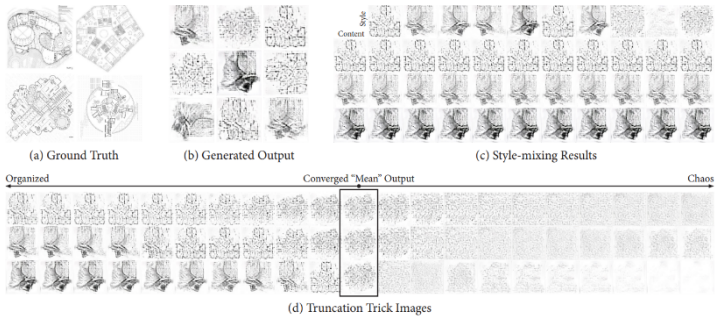 Style
Content
(a) Ground Truth
(b) Generated Output
(c) Style-mixing Results
Organized
Converged “Mean” Output
Chaos
(d) Truncation Trick Images